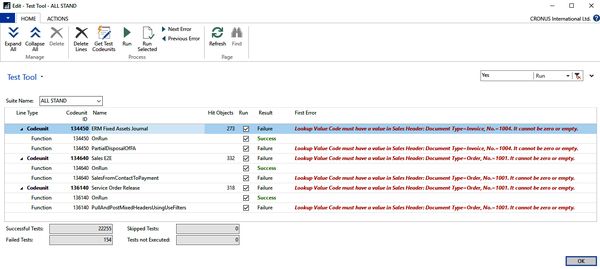 Edit - Test Tool - ALL STAND
HOME ACTIONS CRONUS International Ltd.
Expand All
Collapse All
Delete
Delete Lines
Get Test Codeunits
Run
Run Selected
Next Error
Previous Error
Refresh
Find
Manage Process Page
Test Tool
Yes Run
Suite Name: ALL STAND
Line Type Codeunit ID Name Hit Objects Run Result First Error
Codeunit 134450 ERM Fixed Assets Journal 273 Failure Lookup Value Code must have a value in Sales Header: Document Type=Invoice, No.=1004. It cannot be zero or empty.
Function 134450 OnRun Success
Function 134450 PartialDisposalOfFA Failure Lookup Value Code must have a value in Sales Header: Document Type=Invoice, No.=1004. It cannot be zero or empty.
Codeunit 134640 Sales E2E 332 Failure Lookup Value Code must have a value in Sales Header: Document Type=Order, No.=1001. It cannot be zero or empty.
Function 134640 OnRun Success
Function 134640 SalesFromContactToPayment Failure Lookup Value Code must have a value in Sales Header: Document Type=Order, No.=1001. It cannot be zero or empty.
Codeunit 136140 Service Order Release 318 Failure Lookup Value Code must have a value in Sales Header: Document Type=Order, No.=1001. It cannot be zero or empty.
Function 136140 OnRun Success
Function 136140 PullAndPostMixedHeadersUsingUseFilters Failure Lookup Value Code must have a value in Sales Header: Document Type=Order, No.=1001. It cannot be zero or empty.
Successful Tests: 22255 Skipped Tests: 0
Failed Tests: 154 Tests not Executed: 0
OK